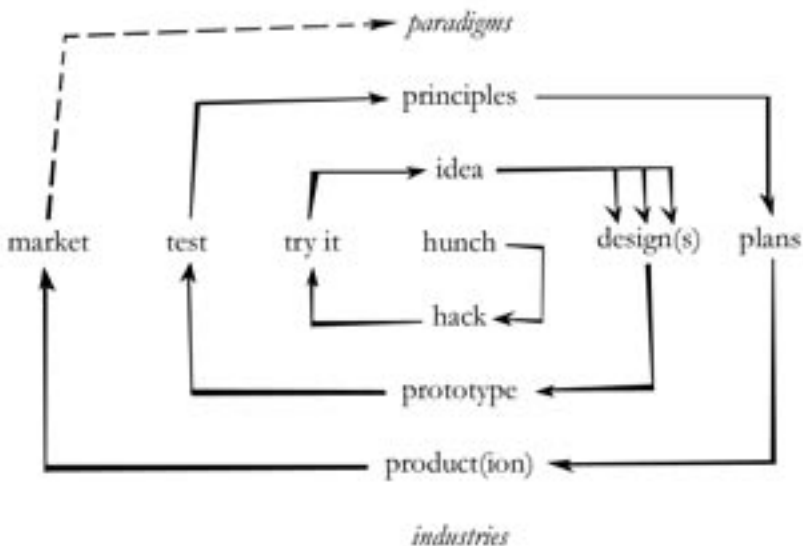 paradigms
principles
idea
market test try it hunch design(s) plans
hack
prototype
product(ion)
industries